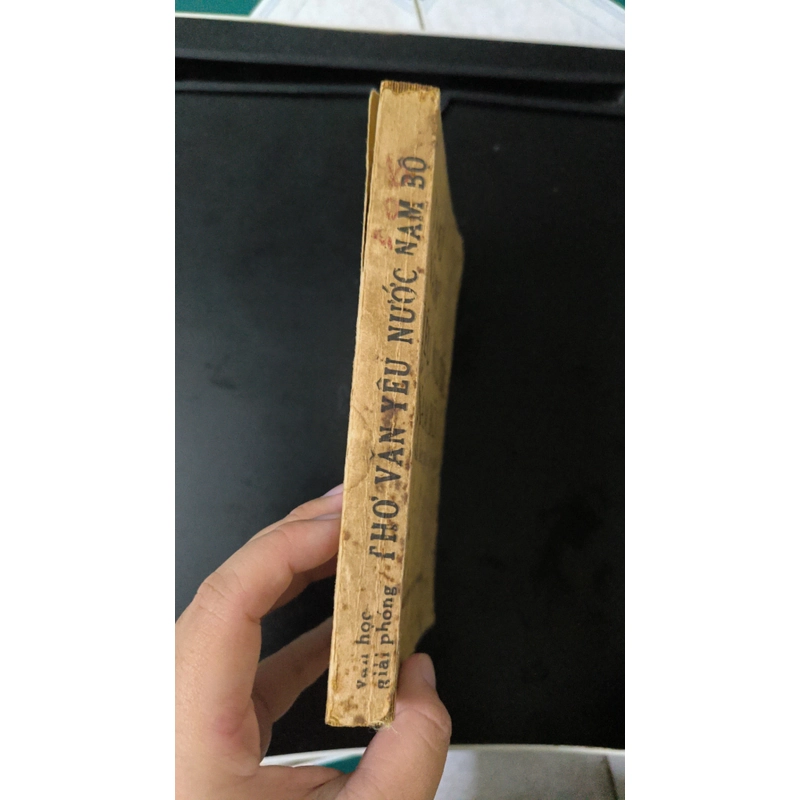 văn học
giải phóng
THƠ VĂN YÊU NƯỚC NAM BỘ